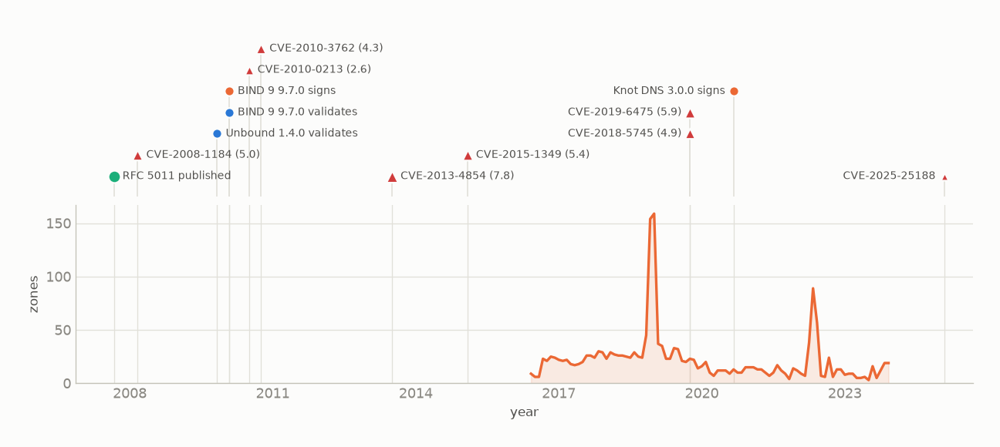 CVE-2010-3762 (4.3)
CVE-2010-0213 (2.6)
BIND 9 9.7.0 signs
Knot DNS 3.0.0 signs
BIND 9 9.7.0 validates
CVE-2019-6475 (5.9)
Unbound 1.4.0 validates
CVE-2018-5745 (4.9)
CVE-2008-1184 (5.0)
CVE-2015-1349 (5.4)
RFC 5011 published
CVE-2013-4854 (7.8)
CVE-2025-25188
150
100
50
0
zones
2008
2011
2014
2017
2020
2023
year